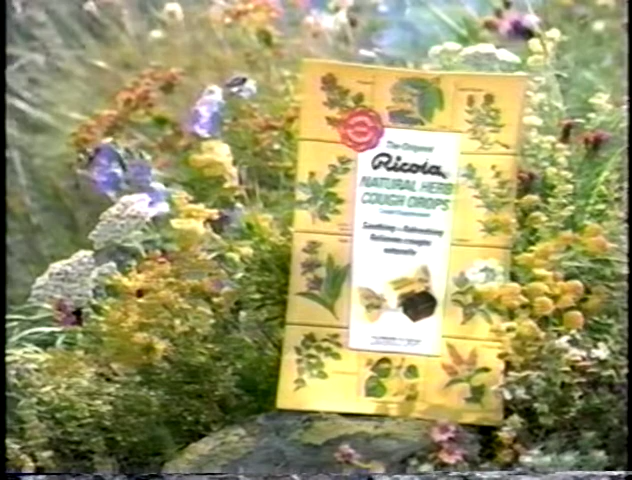 The Original
Ricola
NATURAL HERB
COUGH DROPS
Soothing - Refreshing
Relieves coughs
naturally